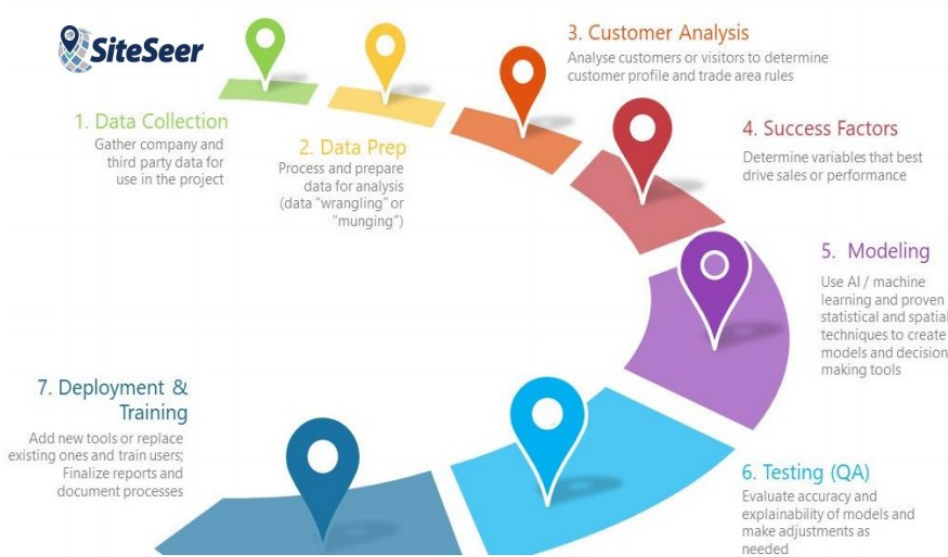 SiteSeer
1. Data Collection
Gather company and
third party data for
use in the project
2. Data Prep
Process and prepare
data for analysis
(data “wrangling” or
“munging”)
3. Customer Analysis
Analyse customers or visitors to determine
customer profile and trade area rules
4. Success Factors
Determine variables that best
drive sales or performance
5. Modeling
Use AI / machine
learning and proven
statistical and spatial
techniques to create
models and decision
making tools
6. Testing (QA)
Evaluate accuracy and
explainability of models and
make adjustments as
needed
7. Deployment &
Training
Add new tools or replace
existing ones and train users;
Finalize reports and
document processes